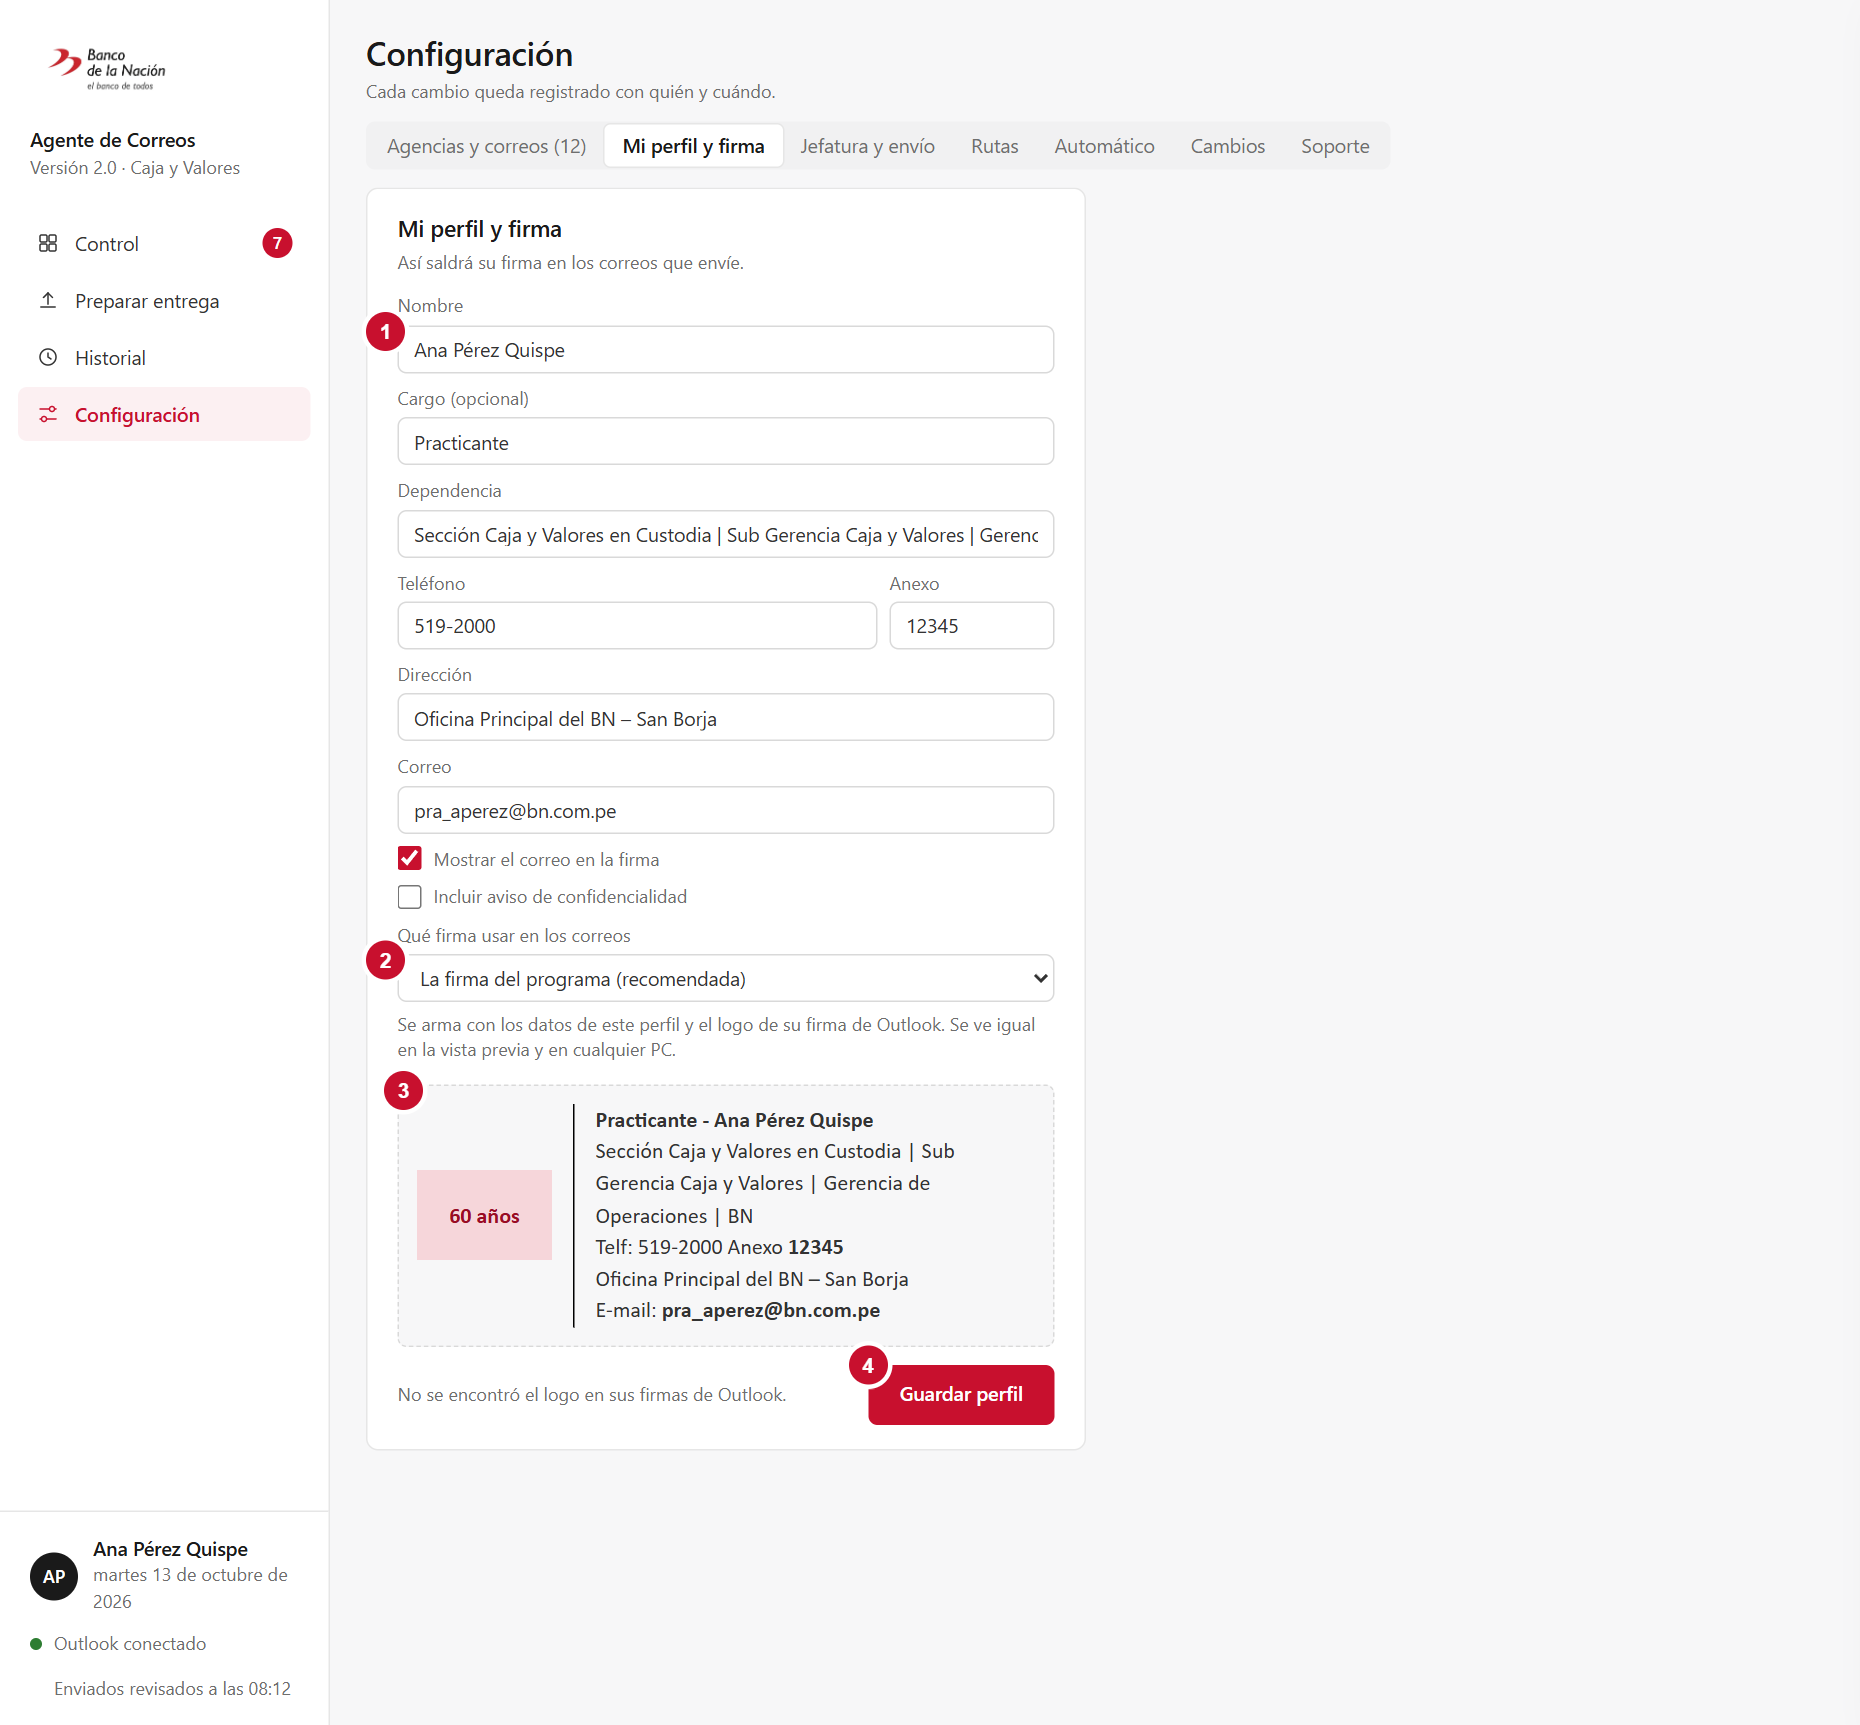 Banco
de la Nación
el banco de todos
Agente de Correos
Versión 2.0 · Caja y Valores
Control
7
Preparar entrega
Historial
Configuración
Ana Pérez Quispe
AP
martes 13 de octubre de
2026
Outlook conectado
Enviados revisados a las 08:12
Configuración
Cada cambio queda registrado con quién y cuándo.
Agencias y correos (12)
Mi perfil y firma
Jefatura y envío
Rutas
Automático
Cambios
Soporte
Mi perfil y firma
Así saldrá su firma en los correos que envíe.
Nombre
1
Ana Pérez Quispe
Cargo (opcional)
Practicante
Dependencia
Sección Caja y Valores en Custodia | Sub Gerencia Caja y Valores | Gerenc
Teléfono
Anexo
519-2000
12345
Dirección
Oficina Principal del BN – San Borja
Correo
pra_aperez@bn.com.pe
Mostrar el correo en la firma
Incluir aviso de confidencialidad
Qué firma usar en los correos
2
La firma del programa (recomendada)
Se arma con los datos de este perfil y el logo de su firma de Outlook. Se ve igual
en la vista previa y en cualquier PC.
3
60 años
Practicante - Ana Pérez Quispe
Sección Caja y Valores en Custodia | Sub
Gerencia Caja y Valores | Gerencia de
Operaciones | BN
Telf: 519-2000 Anexo 12345
Oficina Principal del BN – San Borja
E-mail: pra_aperez@bn.com.pe
4
No se encontró el logo en sus firmas de Outlook.
Guardar perfil